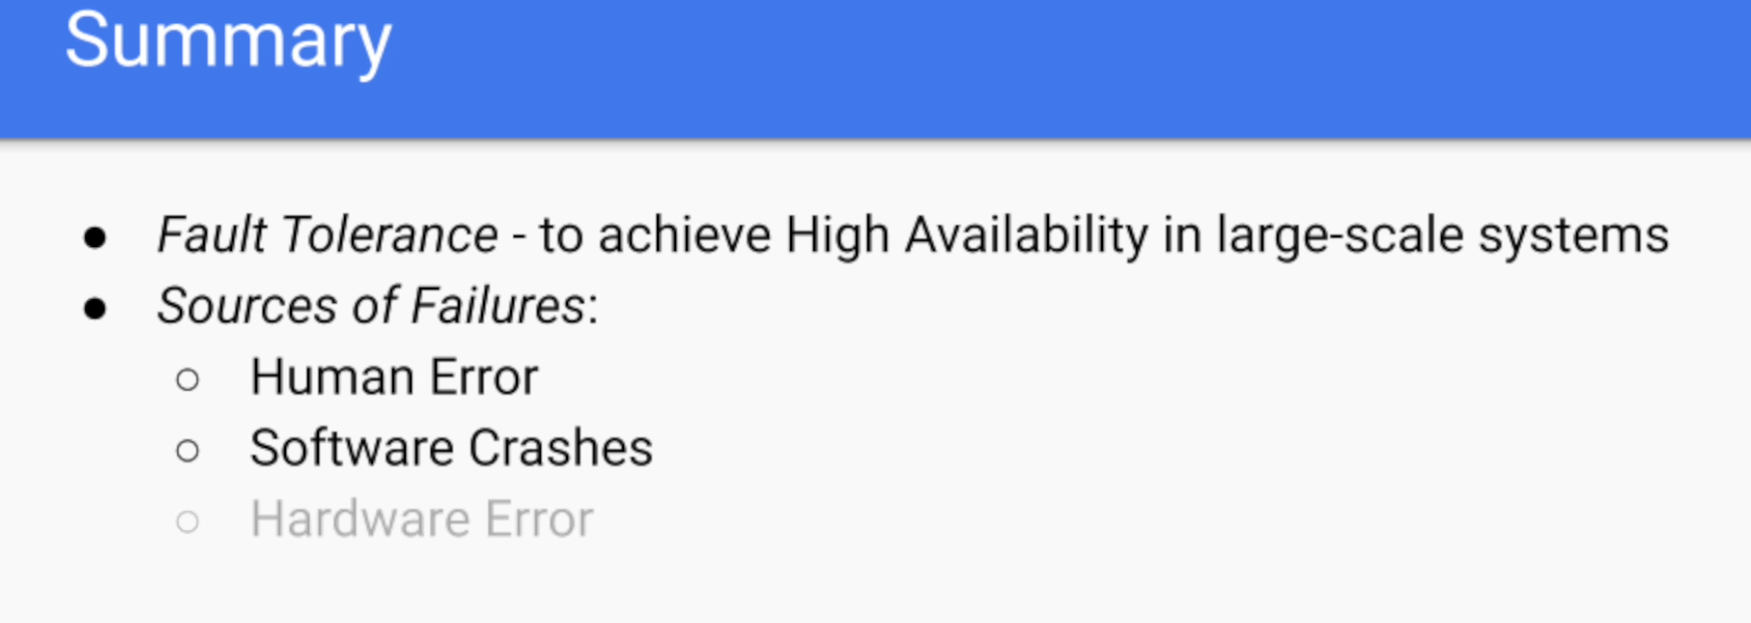 Summary
● Fault Tolerance - to achieve High Availability in large-scale systems
● Sources of Failures:
○ Human Error
○ Software Crashes
○ Hardware Error